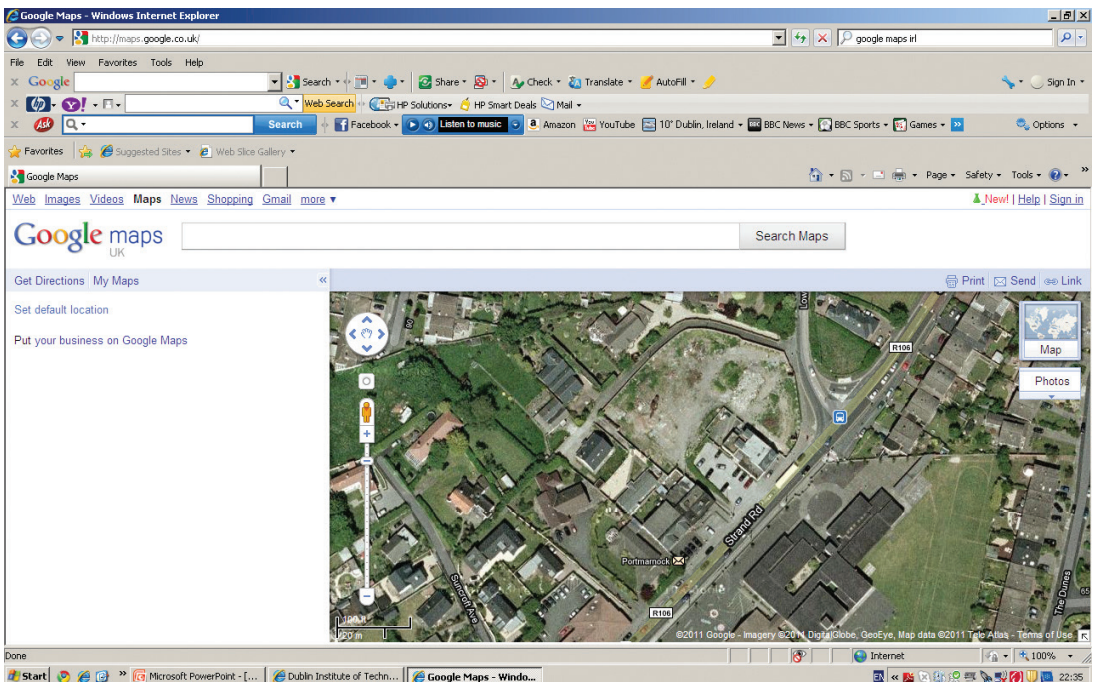 Google Maps - Windows Internet Explorer
http://maps.google.co.uk/
google maps irl
File Edit View Favorites Tools Help
Google Search Share Check Translate AutoFill Sign In
Web Search HP Solutions HP Smart Deals Mail
Ask Search Facebook Listen to music Amazon YouTube 10° Dublin, Ireland BBC News BBC Sports Games Options
Favorites Suggested Sites Web Slice Gallery
Google Maps
Page Safety Tools
Web Images Videos Maps News Shopping Gmail more
New! | Help | Sign in
Google maps
UK
Search Maps
Get Directions My Maps
Print Send Link
Set default location
Put your business on Google Maps
Map
Photos
R106
Strand Rd
Portmarnock
Suncroft Ave
R106
The Dunes
100 ft
20 m
©2011 Google - Imagery ©2011 DigitalGlobe, GeoEye, Map data ©2011 Tele Atlas - Terms of Use
Done
Internet
100%
Start
Microsoft PowerPoint - [...
Dublin Institute of Techn...
Google Maps - Windo...
EN
22:35